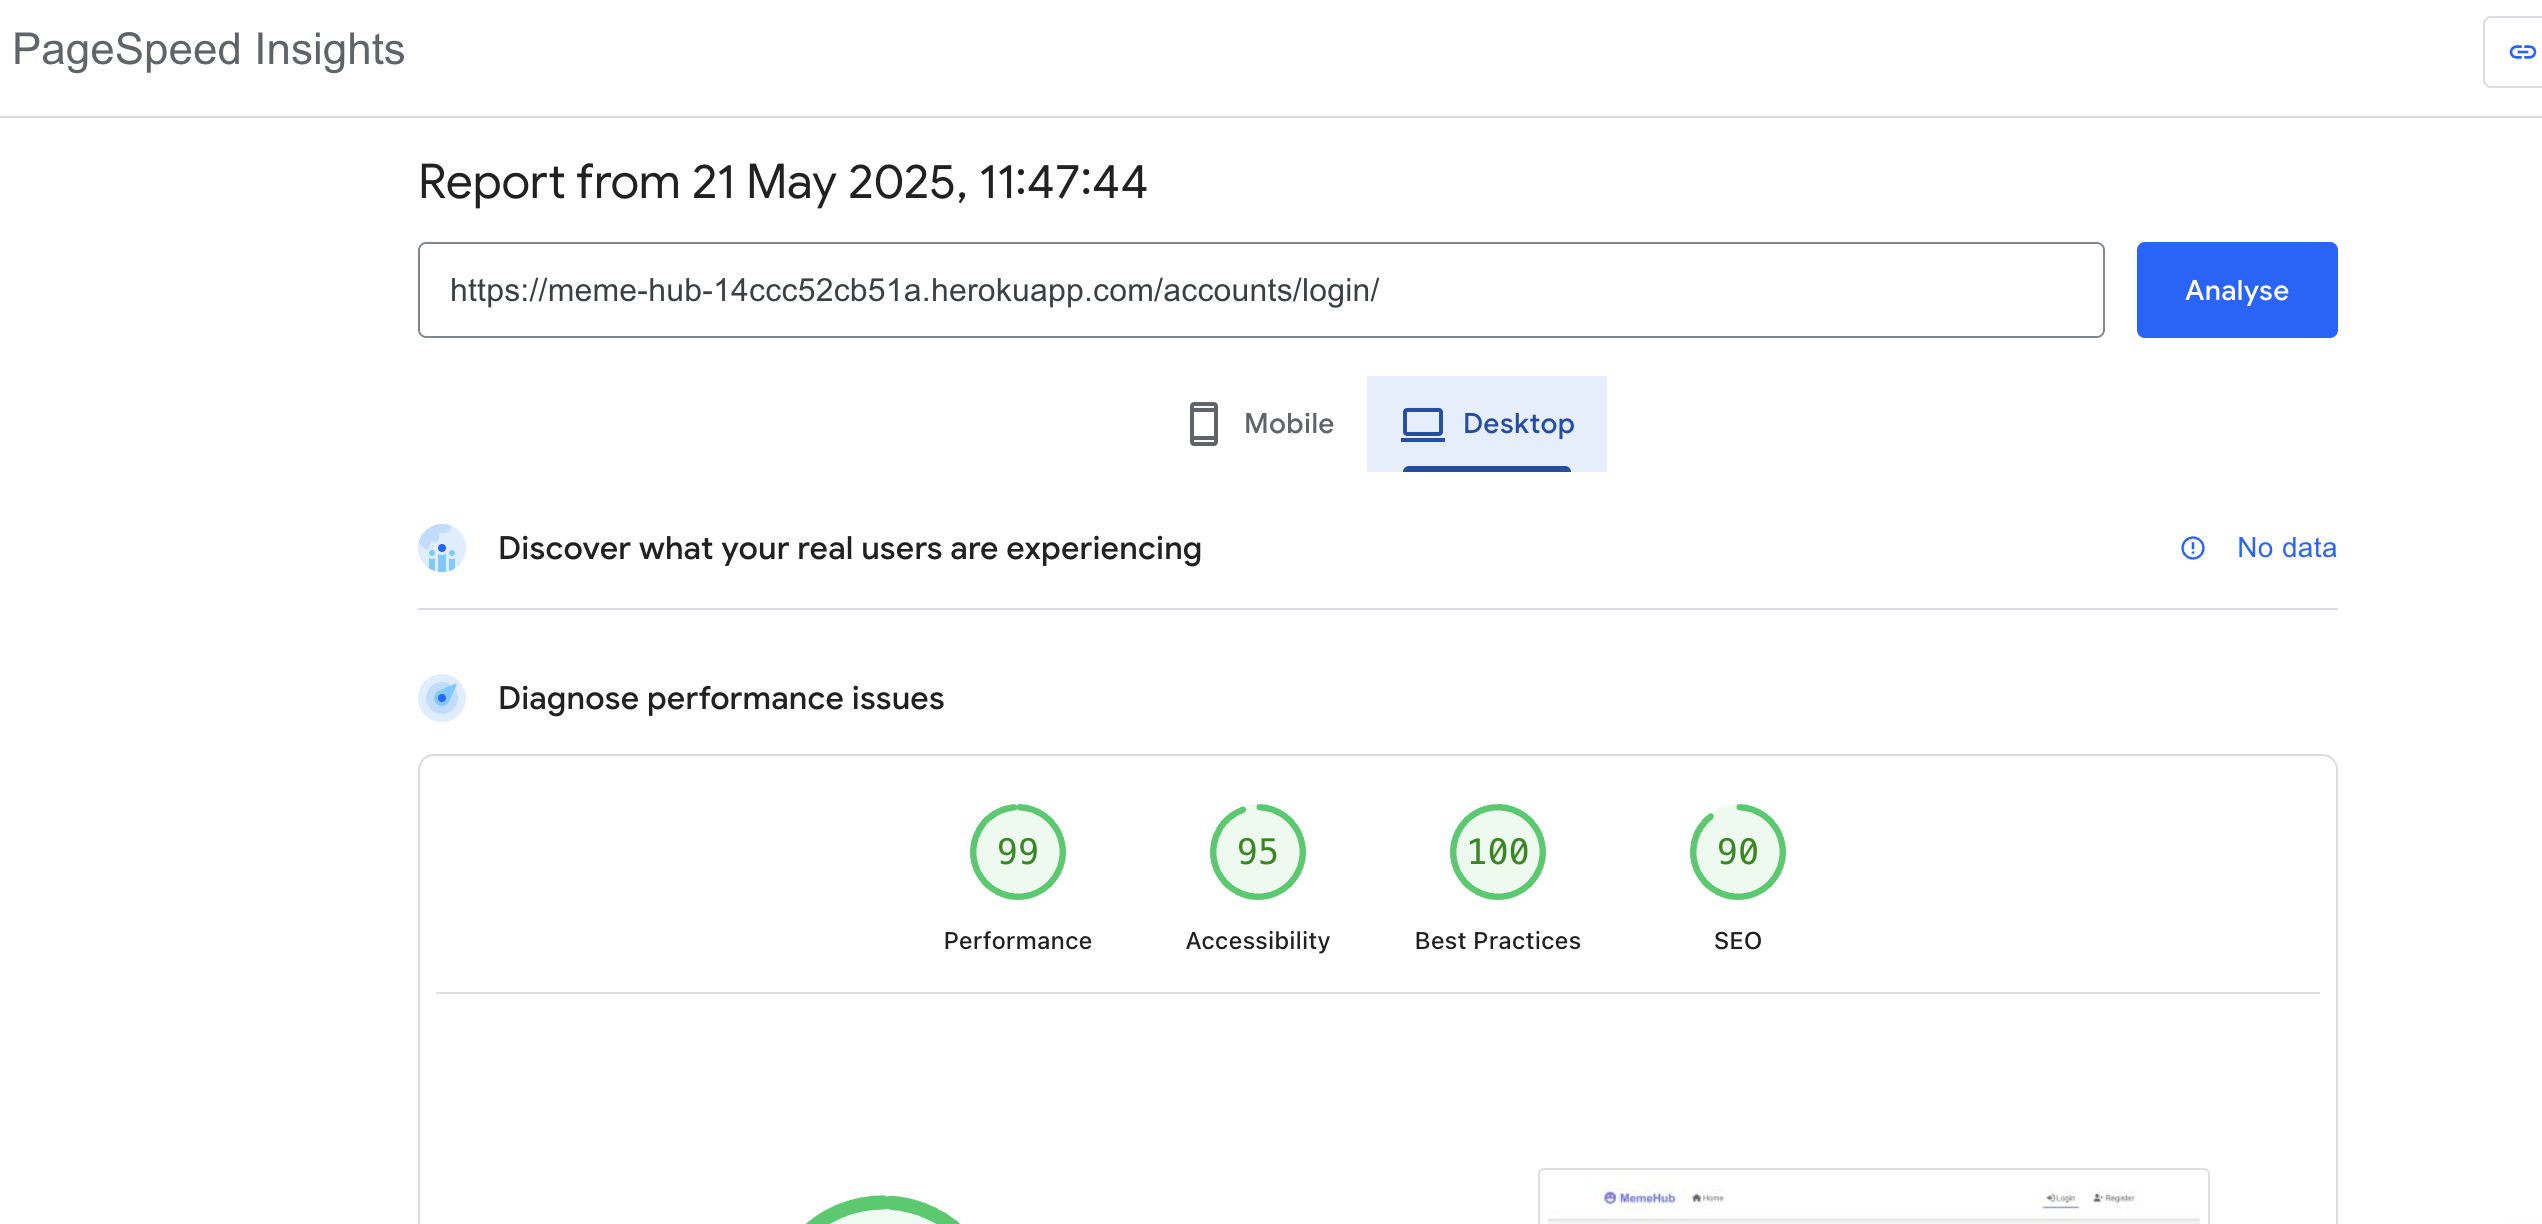 PageSpeed Insights
Report from 21 May 2025, 11:47:44
https://meme-hub-14ccc52cb51a.herokuapp.com/accounts/login/
Analyse
Mobile
Desktop
Discover what your real users are experiencing
No data
Diagnose performance issues
99
95
100
90
Performance
Accessibility
Best Practices
SEO
MemeHub
Home
Login
Register